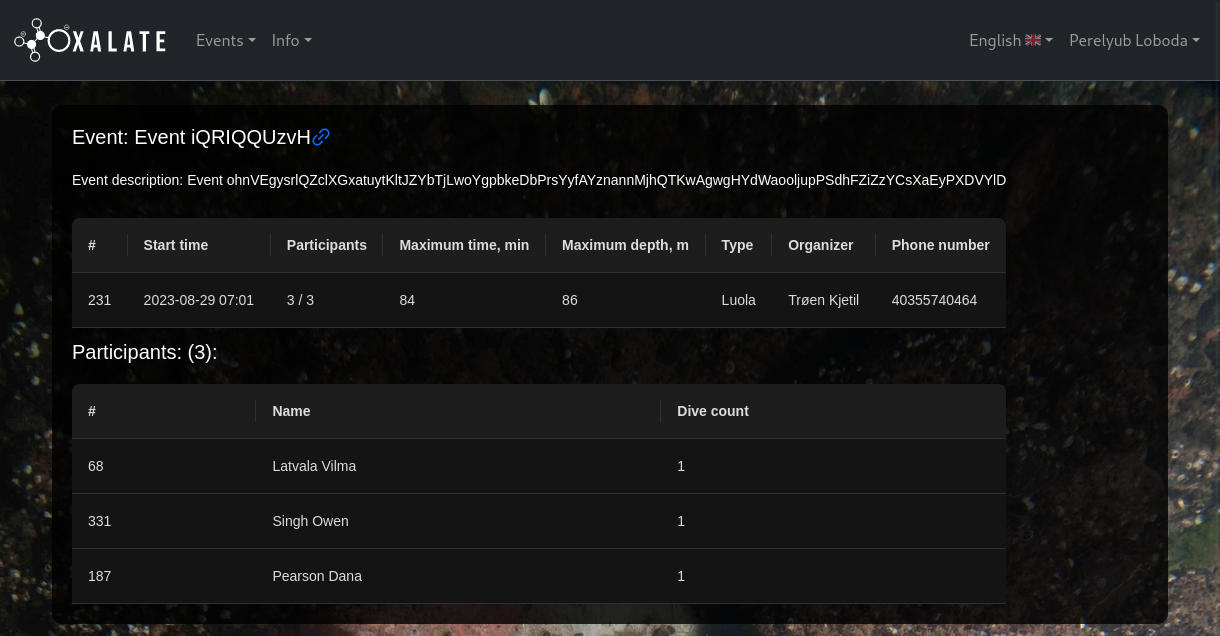 OXALATE Events Info English Perelyub Loboda
Event: Event iQRIQQUzvH
Event description: Event ohnVEgysrlQZclXGxatuytKltJZYbTjLwoYgpbkeDbPrsYyfAYznannMjhQTKwAgwgHYdWaooljupPSdhFZiZzYCsXaEyPXDVYlD
# Start time Participants Maximum time, min Maximum depth, m Type Organizer Phone number
231 2023-08-29 07:01 3 / 3 84 86 Luola Trøen Kjetil 40355740464
Participants: (3):
# Name Dive count
68 Latvala Vilma 1
331 Singh Owen 1
187 Pearson Dana 1